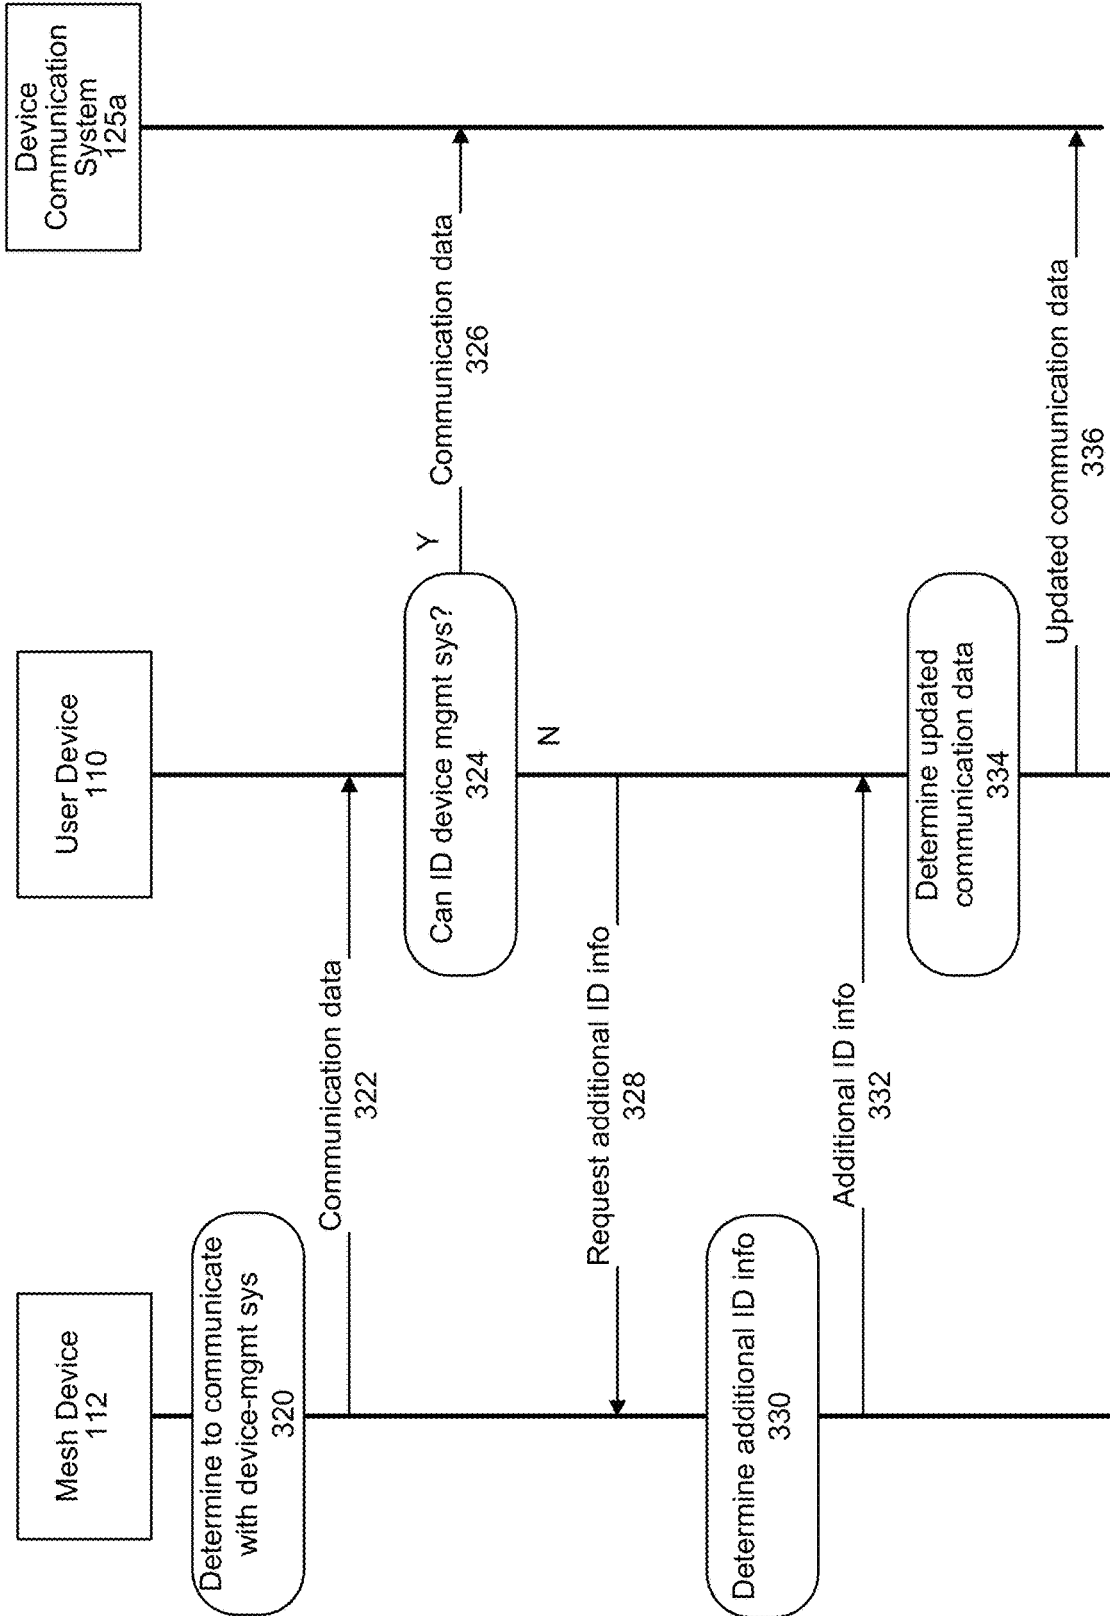 Mesh Device
112
User Device
110
Device
Communication
System
125a
Determine to communicate
with device-mgmt sys
320
Communication data
322
Can ID device mgmt sys?
324
Y
Communication data
326
N
Request additional ID info
328
Determine additional ID info
330
Additional ID info
332
Determine updated
communication data
334
Updated communication data
336